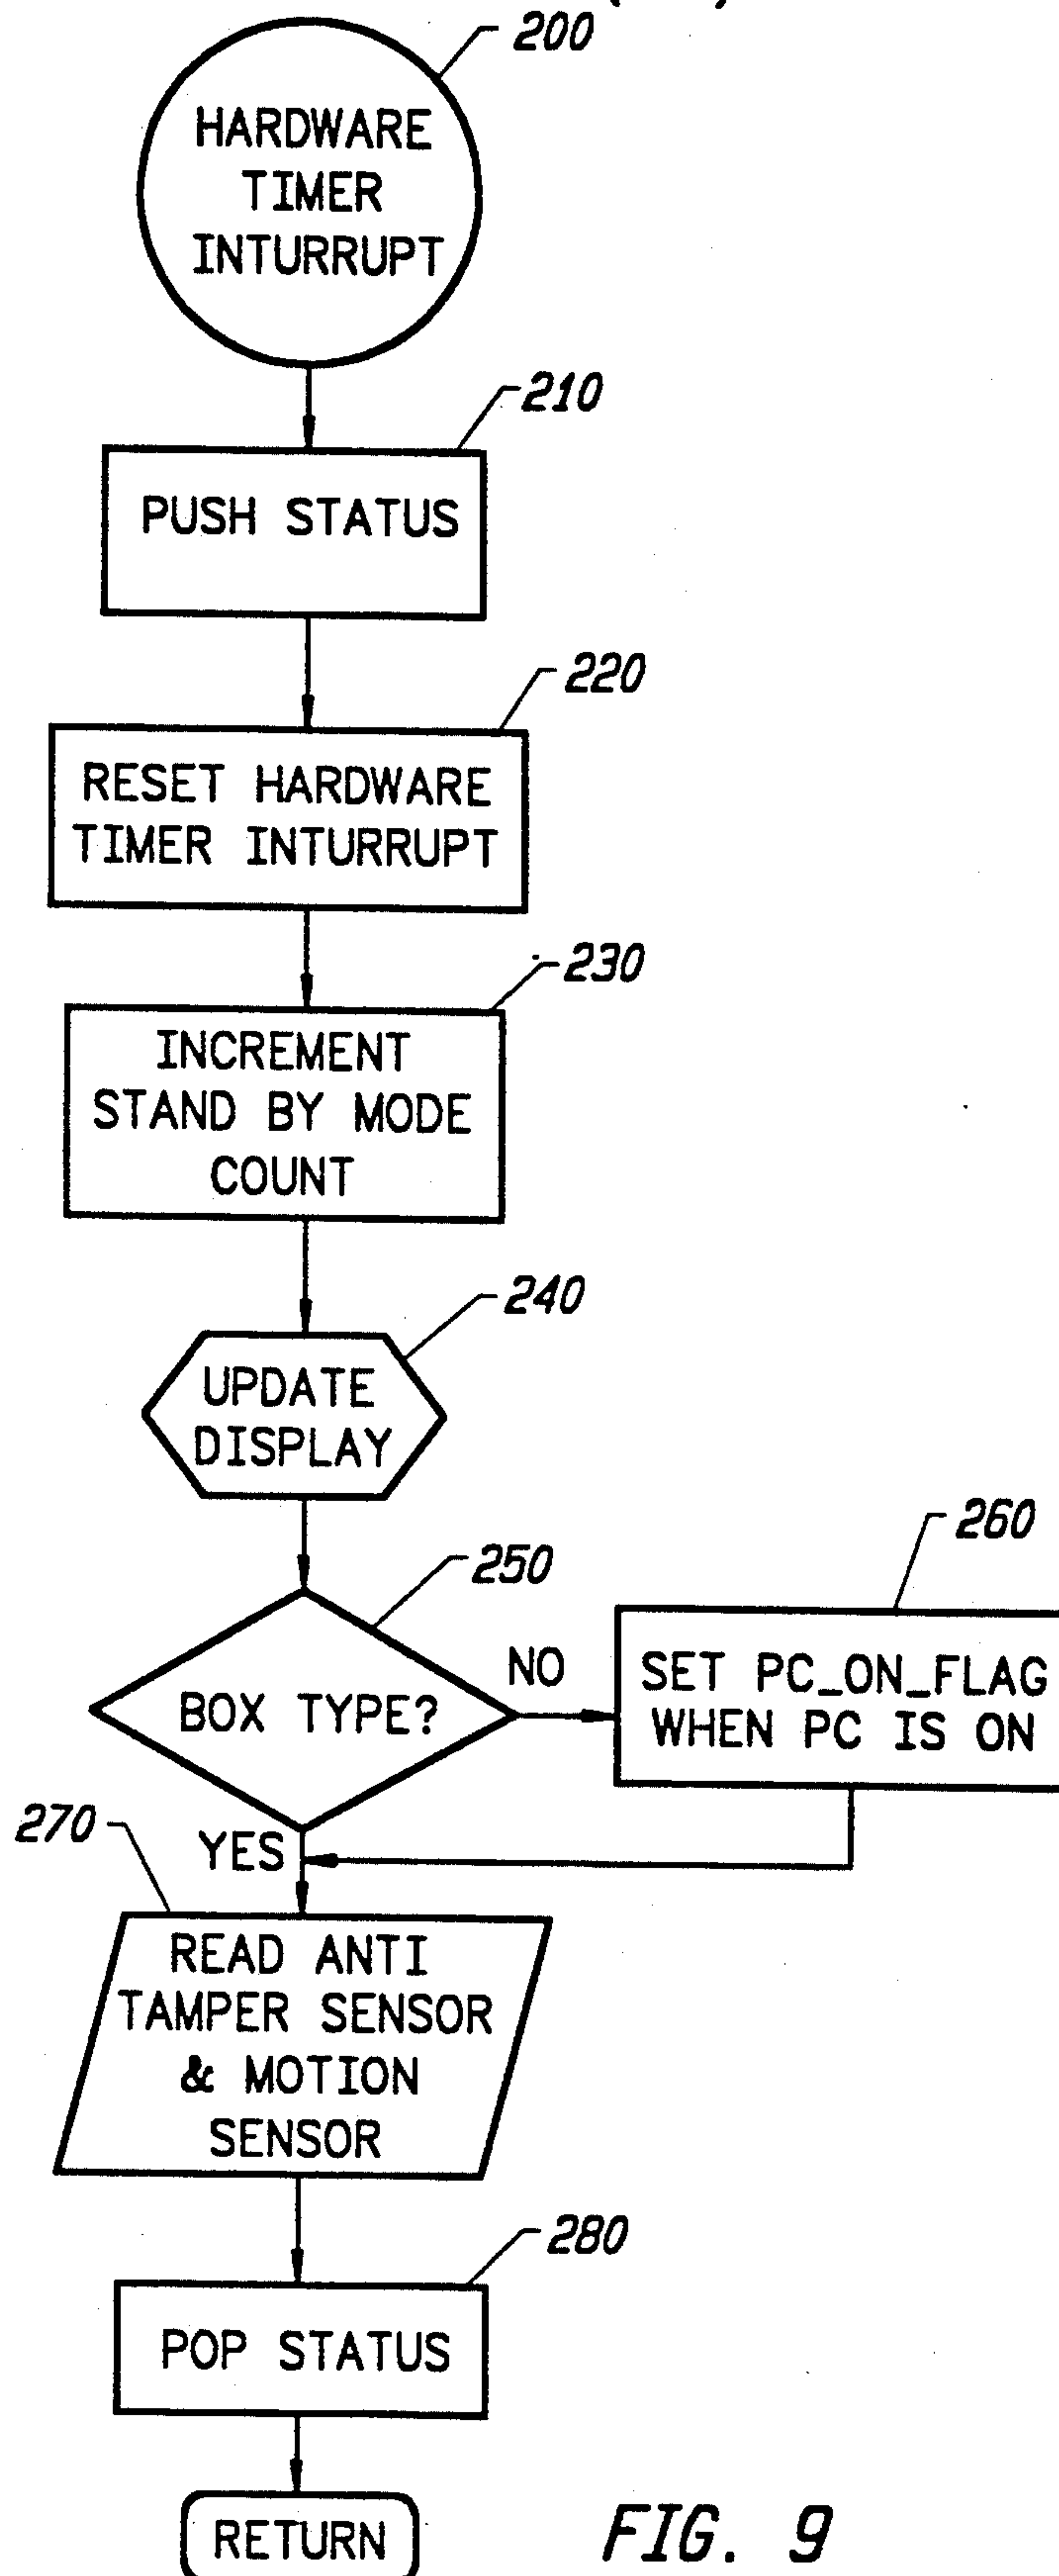 200
HARDWARE
TIMER
INTURRUPT
210
PUSH STATUS
220
RESET HARDWARE
TIMER INTURRUPT
230
INCREMENT
STAND BY MODE
COUNT
240
UPDATE
DISPLAY
250
BOX TYPE?
NO
260
SET PC_ON_FLAG
WHEN PC IS ON
YES
270
READ ANTI
TAMPER SENSOR
& MOTION
SENSOR
280
POP STATUS
RETURN
FIG. 9